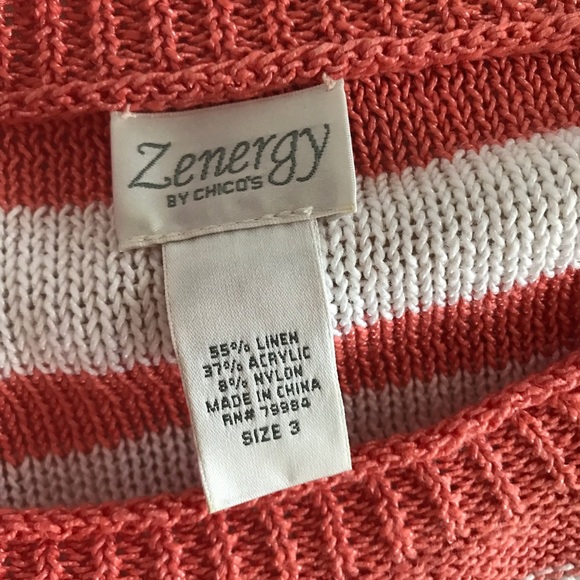 Zenergy
BY CHICO'S
55% LINEN
37% ACRYLIC
8% NYLON
MADE IN CHINA
RN# 79984
SIZE 3